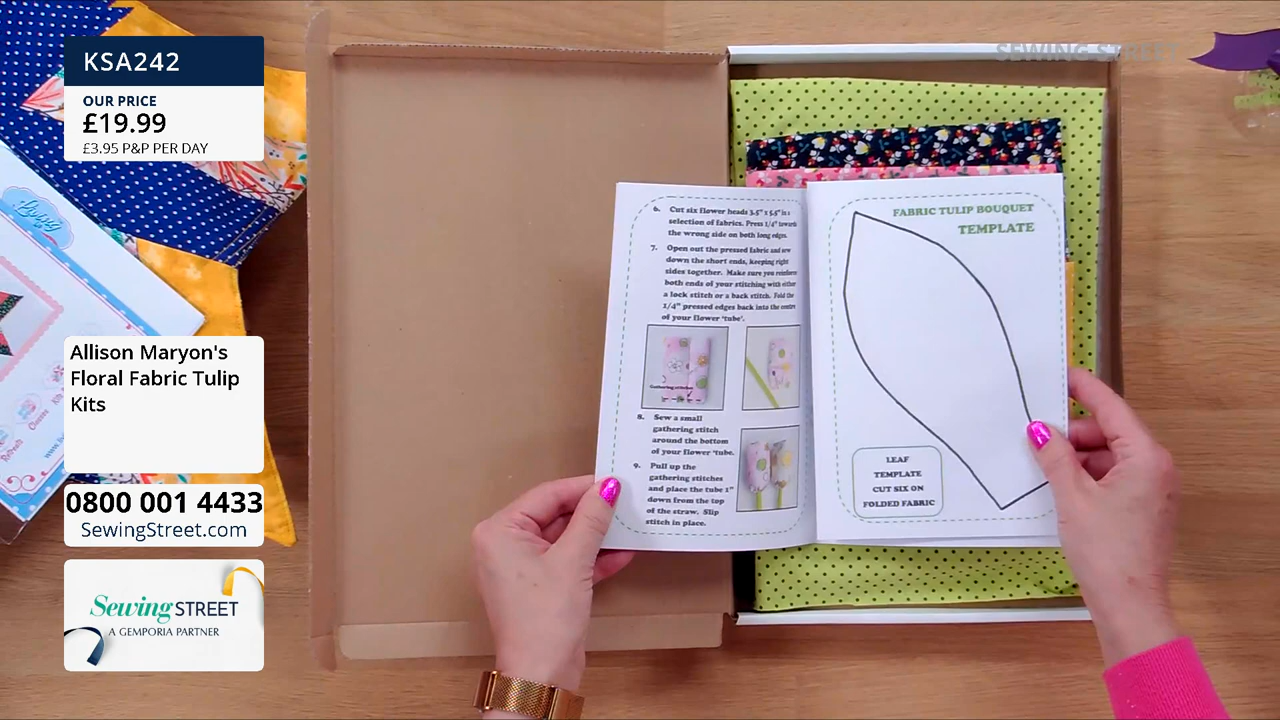 KSA242
OUR PRICE
£19.99
£3.95 P&P PER DAY
Allison Maryon's
Floral Fabric Tulip
Kits
0800 001 4433
SewingStreet.com
Sewing STREET
A GEMPORIA PARTNER
SEWING STREET
6. Cut six flower heads 3.5" x 5.5" in a
selection of fabrics. Press 1/4" towards
the wrong side on both long edges.
7. Open out the pressed fabric and sew
down the short ends, keeping right
sides together. Make sure you reinforce
both ends of your stitching with either
a lock stitch or a back stitch. Fold the
1/4" pressed edges back into the centre
of your flower 'tube'.
Gathering stitches
8. Sew a small
gathering stitch
around the bottom
of your flower 'tube.
9. Pull up the
gathering stitches
and place the tube 1"
down from the top
of the straw. Slip
stitch in place.
FABRIC TULIP BOUQUET
TEMPLATE
LEAF
TEMPLATE
CUT SIX ON
FOLDED FABRIC